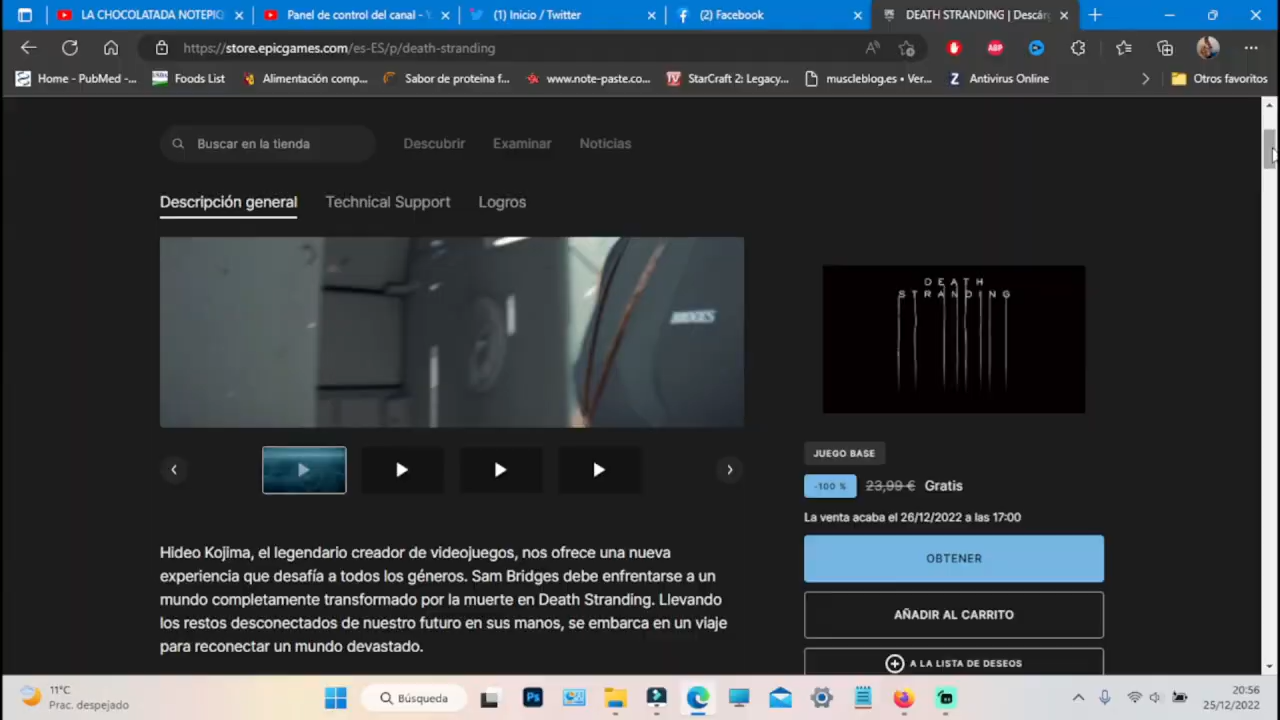 LA CHOCOLATADA NOTEPIG
Panel de control del canal - Y
(1) Inicio / Twitter
(2) Facebook
DEATH STRANDING | Descárg
https://store.epicgames.com/es-ES/p/death-stranding
Home - PubMed -...
Foods List
Alimentación comp...
Sabor de proteina f...
www.note-paste.co...
StarCraft 2: Legacy...
muscleblog.es • Ver...
Antivirus Online
Otros favoritos
Buscar en la tienda
Descubrir
Examinar
Noticias
Descripción general
Technical Support
Logros
BRIDGES
DEATH
STRANDING
JUEGO BASE
-100 %
23,99 €
Gratis
La venta acaba el 26/12/2022 a las 17:00
OBTENER
AÑADIR AL CARRITO
A LA LISTA DE DESEOS
Hideo Kojima, el legendario creador de videojuegos, nos ofrece una nueva
experiencia que desafía a todos los géneros. Sam Bridges debe enfrentarse a un
mundo completamente transformado por la muerte en Death Stranding. Llevando
los restos desconectados de nuestro futuro en sus manos, se embarca en un viaje
para reconectar un mundo devastado.
11°C
Prac. despejado
Búsqueda
20:56
25/12/2022